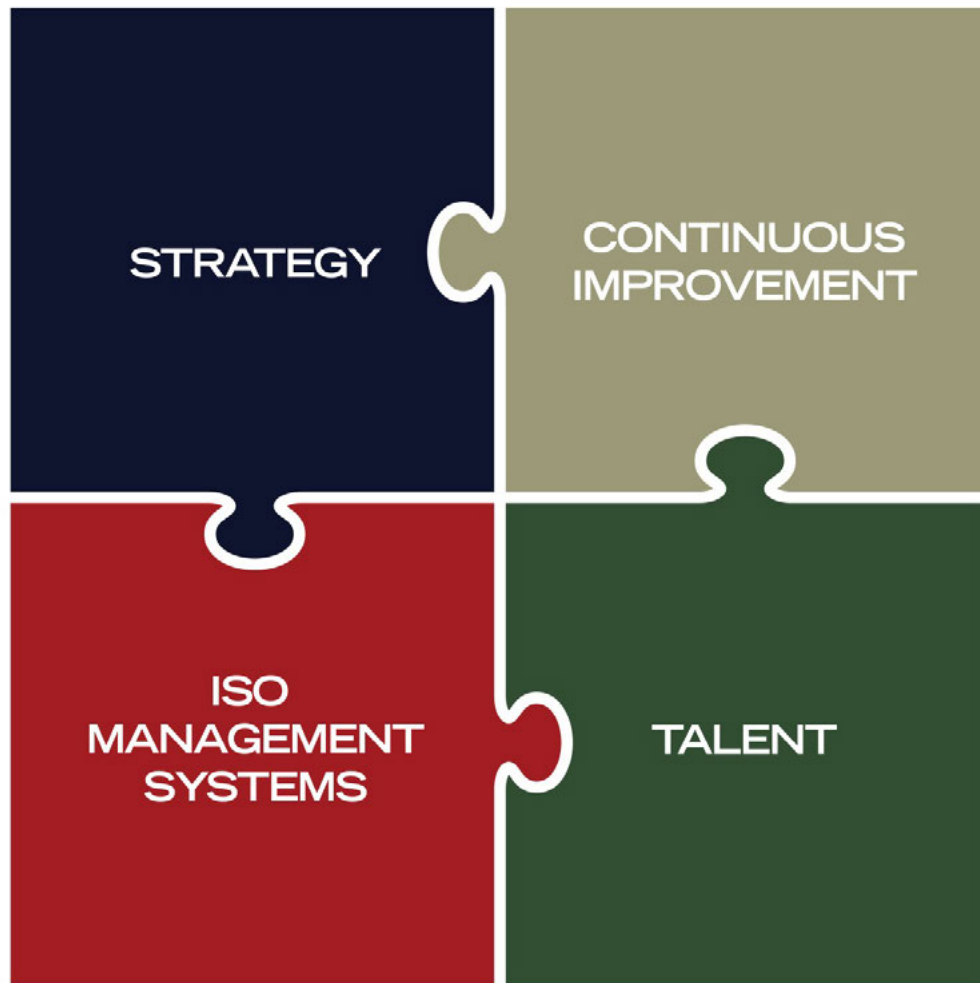 STRATEGY
CONTINUOUS
IMPROVEMENT
ISO
MANAGEMENT
SYSTEMS
TALENT